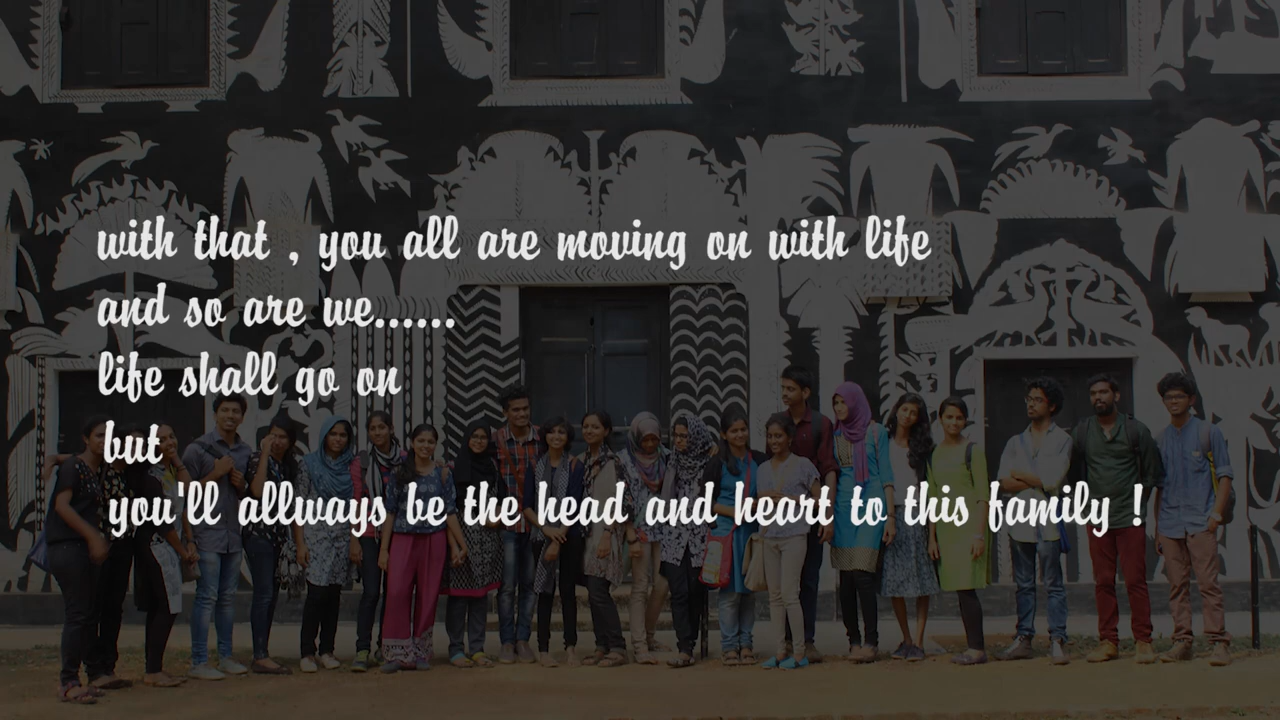 with that , you all are moving on with life
and so are we......
life shall go on
but
you'll allways be the head and heart to this family !